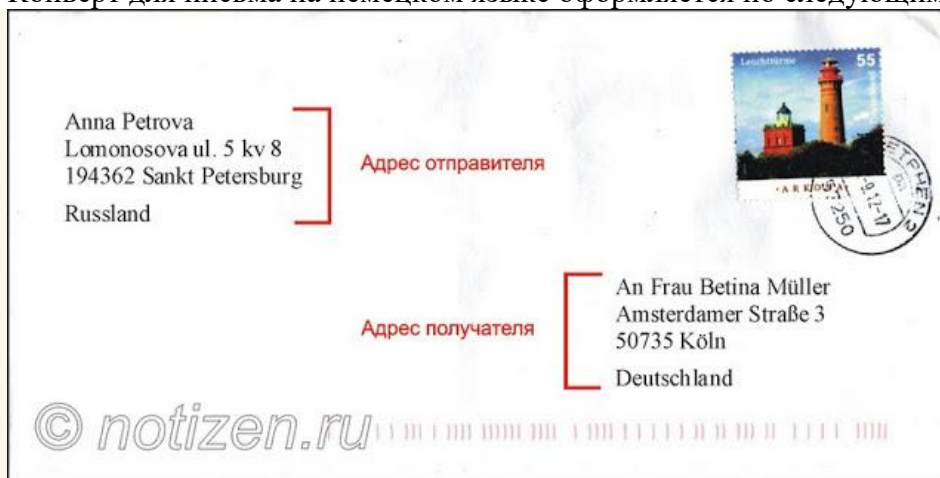 Конверт для письма на немецком языке оформляется по следующим
Leuchttürme 55
Anna Petrova
Lomonosova ul. 5 kv 8
194362 Sankt Petersburg
Russland
Адрес отправителя
An Frau Betina Müller
Amsterdamer Straße 3
50735 Köln
Deutschland
Адрес получателя
© notizen.ru